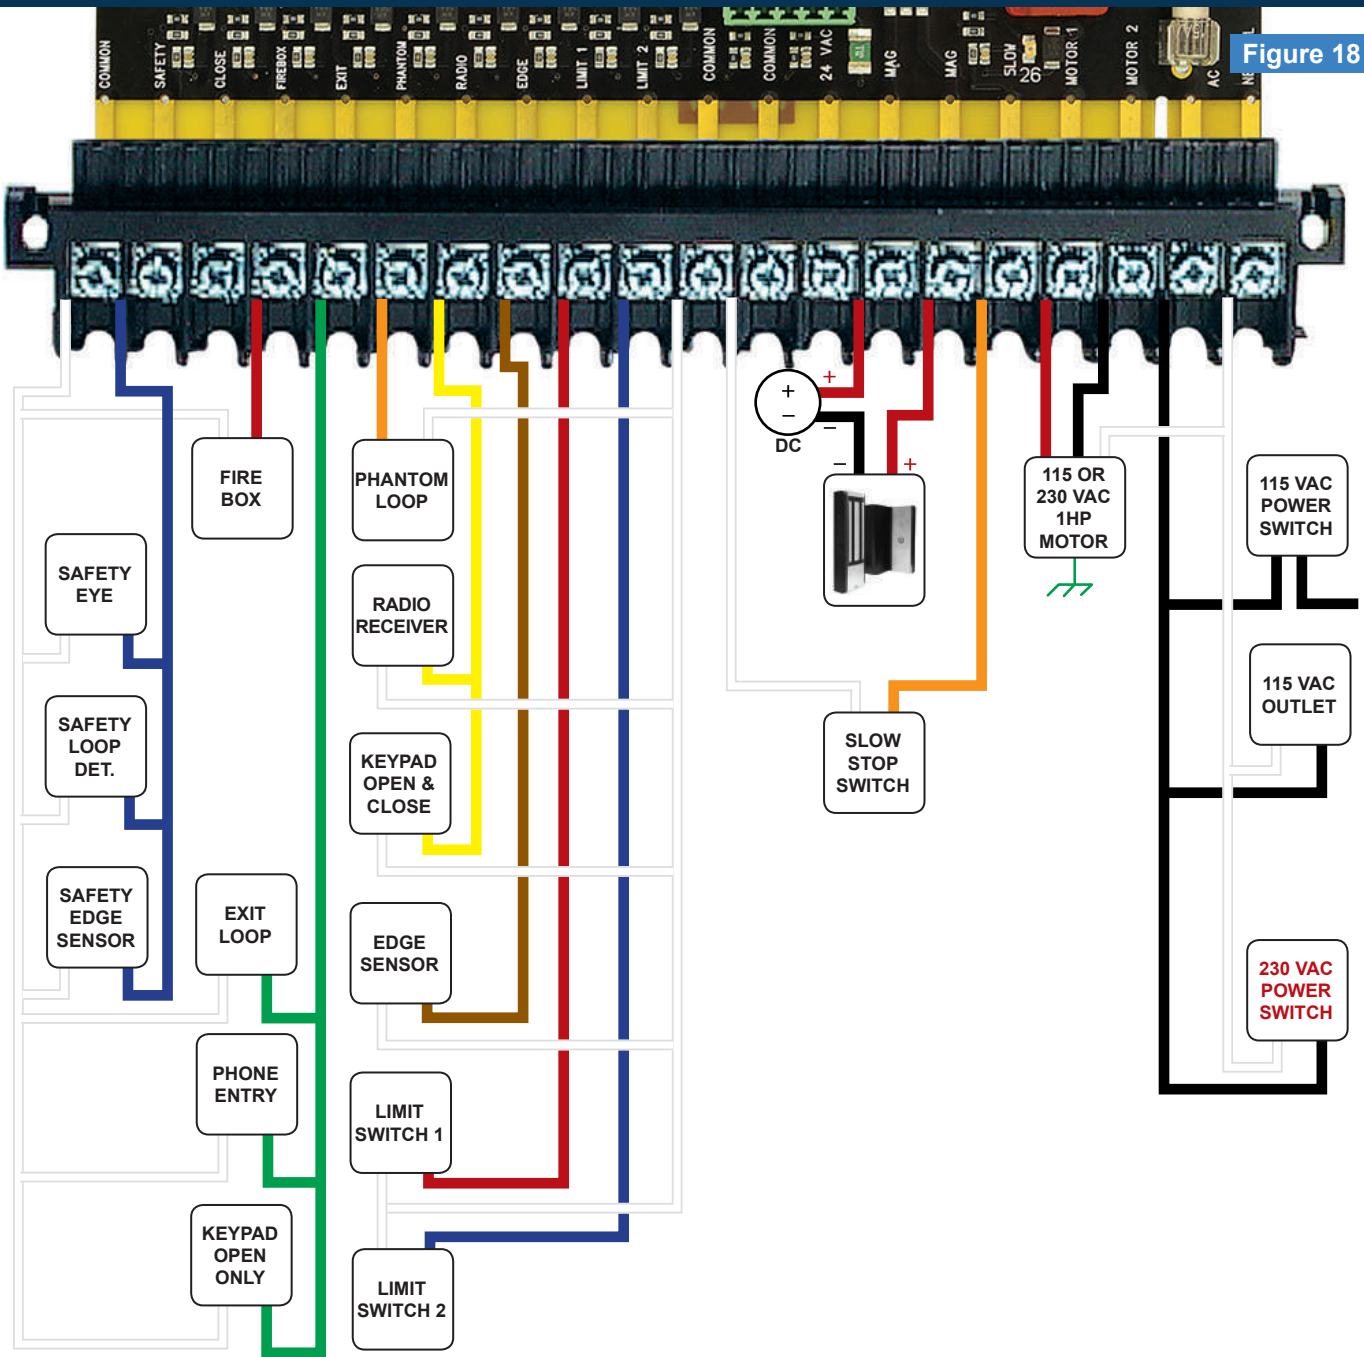 Figure 18
COMMON
SAFETY
CLOSE
FIREBOX
EXIT
PHANTOM
RADIO
EDGE
LIMIT 1
LIMIT 2
COMMON
COMMON
24 VAC
MAG
MAG
SLOW
26
MOTOR 1
MOTOR 2
AC
+
+
−
−
DC
−
+
FIRE
BOX
PHANTOM
LOOP
115 OR
230 VAC
1HP
MOTOR
115 VAC
POWER
SWITCH
SAFETY
EYE
RADIO
RECEIVER
115 VAC
OUTLET
SAFETY
LOOP
DET.
KEYPAD
OPEN &
CLOSE
SLOW
STOP
SWITCH
SAFETY
EDGE
SENSOR
EXIT
LOOP
EDGE
SENSOR
230 VAC
POWER
SWITCH
PHONE
ENTRY
LIMIT
SWITCH 1
KEYPAD
OPEN
ONLY
LIMIT
SWITCH 2